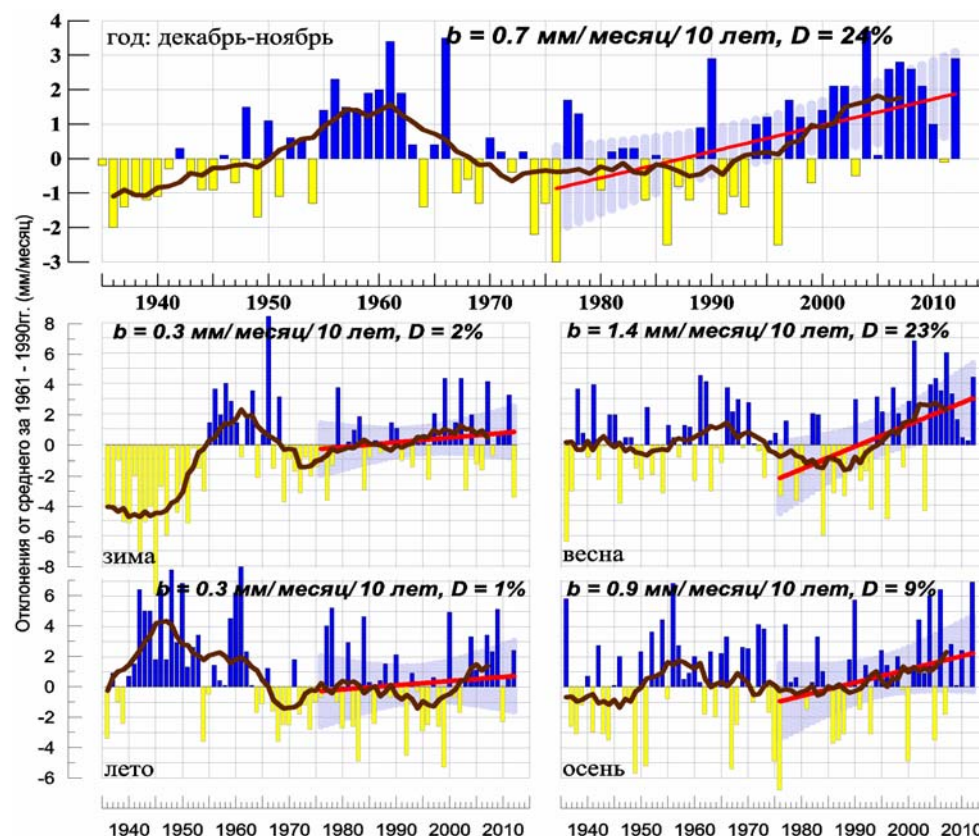 4
3
2
1
0
-1
-2
-3
год: декабрь-ноябрь
b = 0.7 мм/месяц/10 лет, D = 24%
1940 1950 1960 1970 1980 1990 2000 2010
Отклонения от среднего за 1961 - 1990гг. (мм/месяц)
8
6
4
2
0
-2
-4
-6
-8
b = 0.3 мм/месяц/10 лет, D = 2%
зима
b = 1.4 мм/месяц/10 лет, D = 23%
весна
6
4
2
0
-2
-4
-6
b = 0.3 мм/месяц/10 лет, D = 1%
лето
b = 0.9 мм/месяц/10 лет, D = 9%
осень
1940 1950 1960 1970 1980 1990 2000 2010
1940 1950 1960 1970 1980 1990 2000 2010